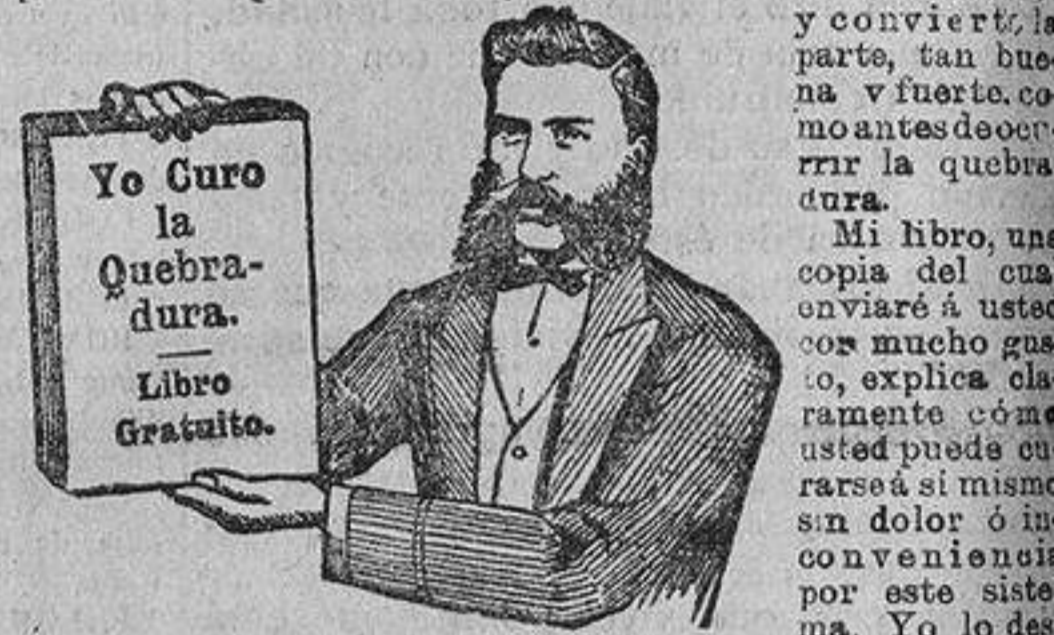 Yo Curo
la
Quebra-
dura.
Libro
Gratuito.
y convierte la
parte, tan bue-
na y fuerte, co-
mo antes de ocu
rrir la quebra
dura.
Mi libro, una
copia del cual
enviaré á usted
con mucho gus
to, explica cla
ramente cómo
usted puede cu
rarse á si mismo
sin dolor ó in
conveniencia
por este siste
ma. Yo lo des